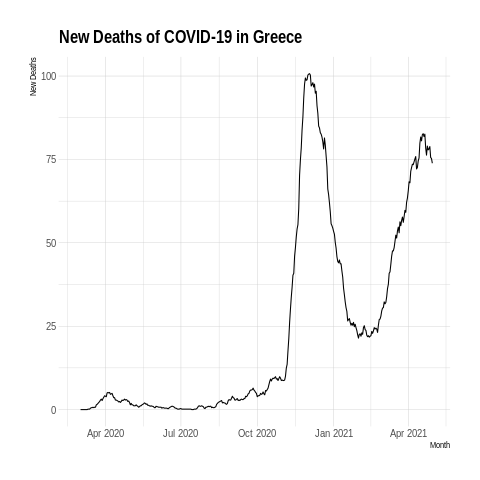 New Deaths of COVID-19 in Greece
New Deaths
100
75
50
25
0
Apr 2020 Jul 2020 Oct 2020 Jan 2021 Apr 2021
Month